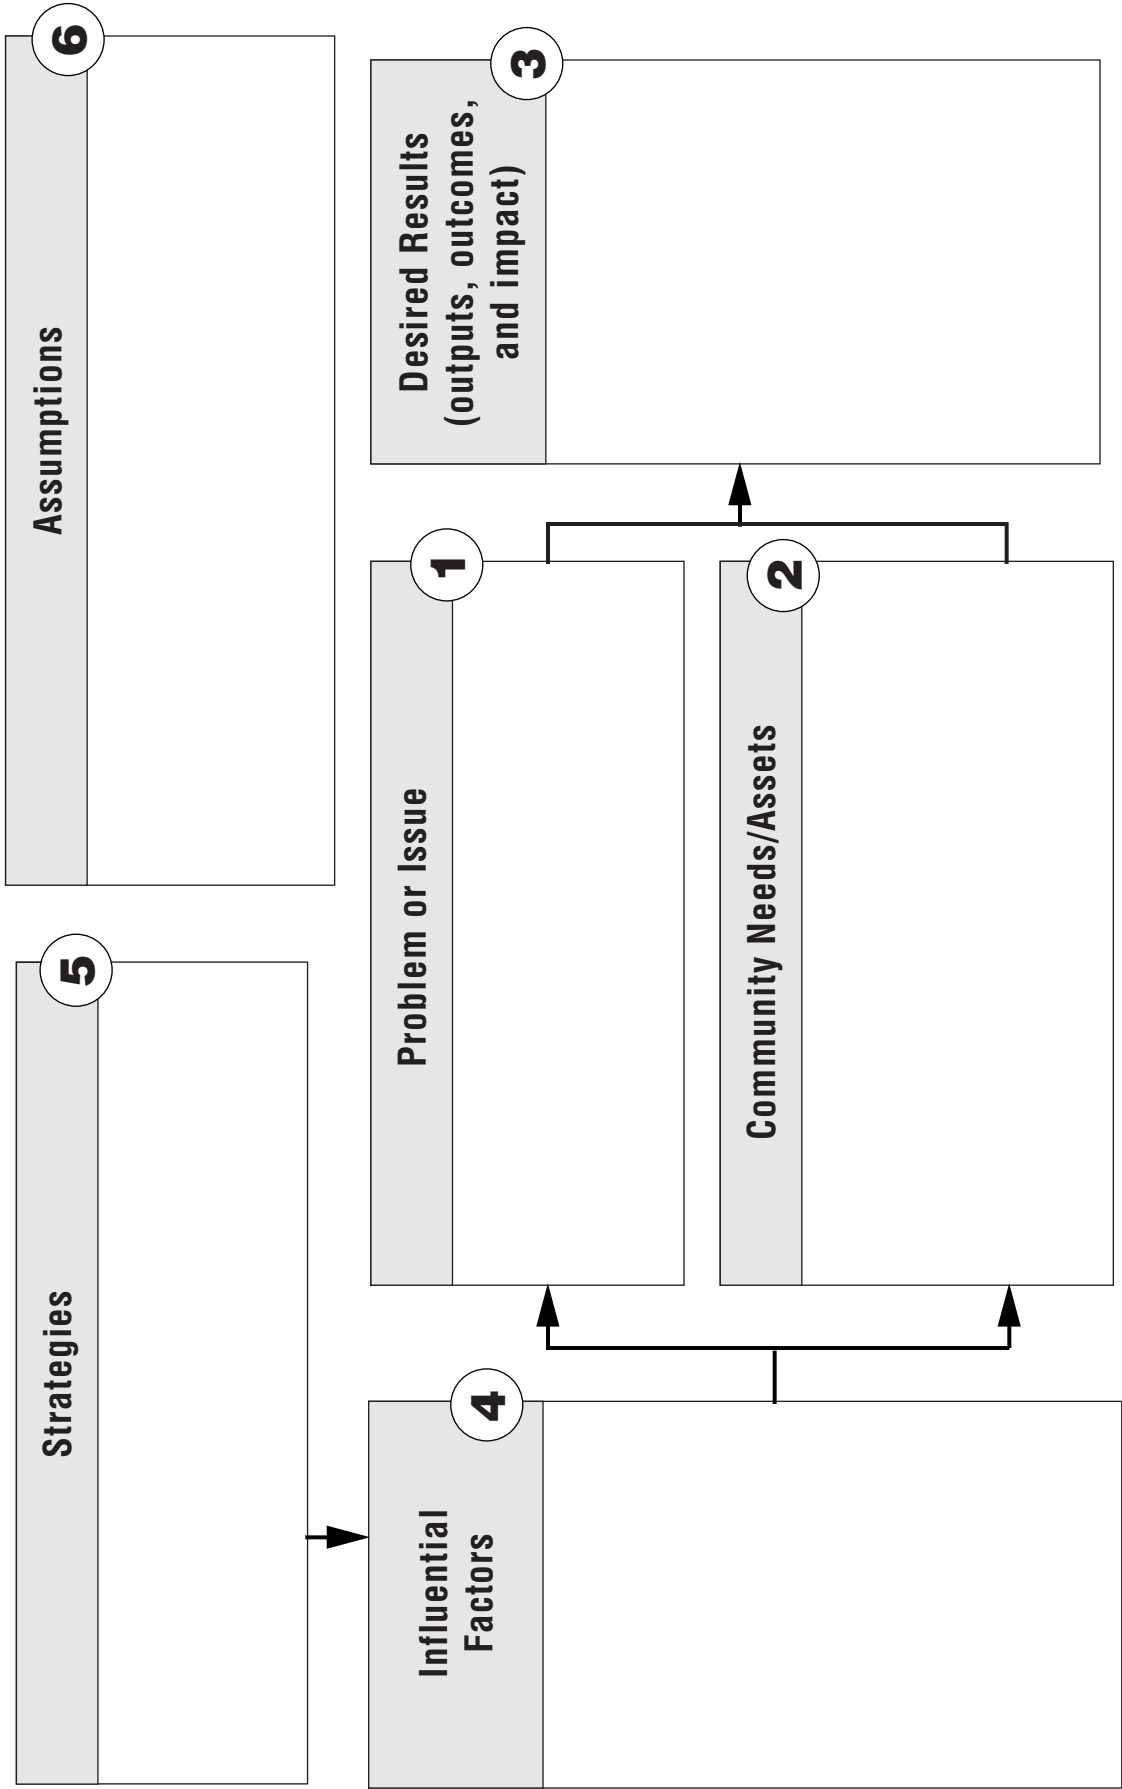 Strategies
5
Assumptions
6
Influential
Factors
4
Problem or Issue
1
Community Needs/Assets
2
Desired Results
(outputs, outcomes,
and impact)
3